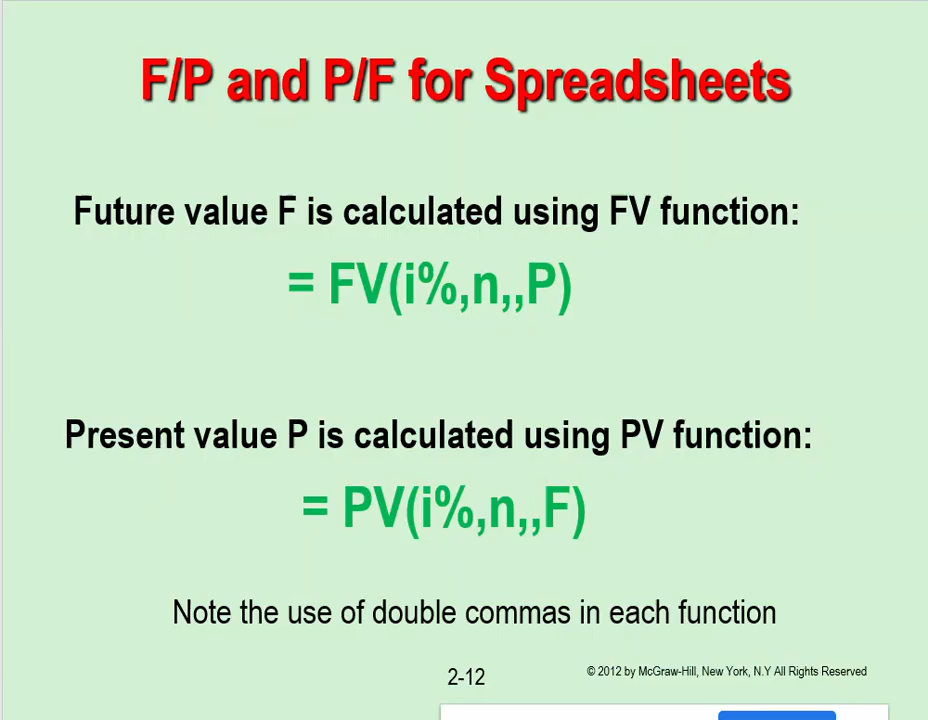 F/P and P/F for Spreadsheets
Future value F is calculated using FV function:
= FV(i%,n,,P)
Present value P is calculated using PV function:
= PV(i%,n,,F)
Note the use of double commas in each function
2-12
© 2012 by McGraw-Hill, New York, N.Y All Rights Reserved